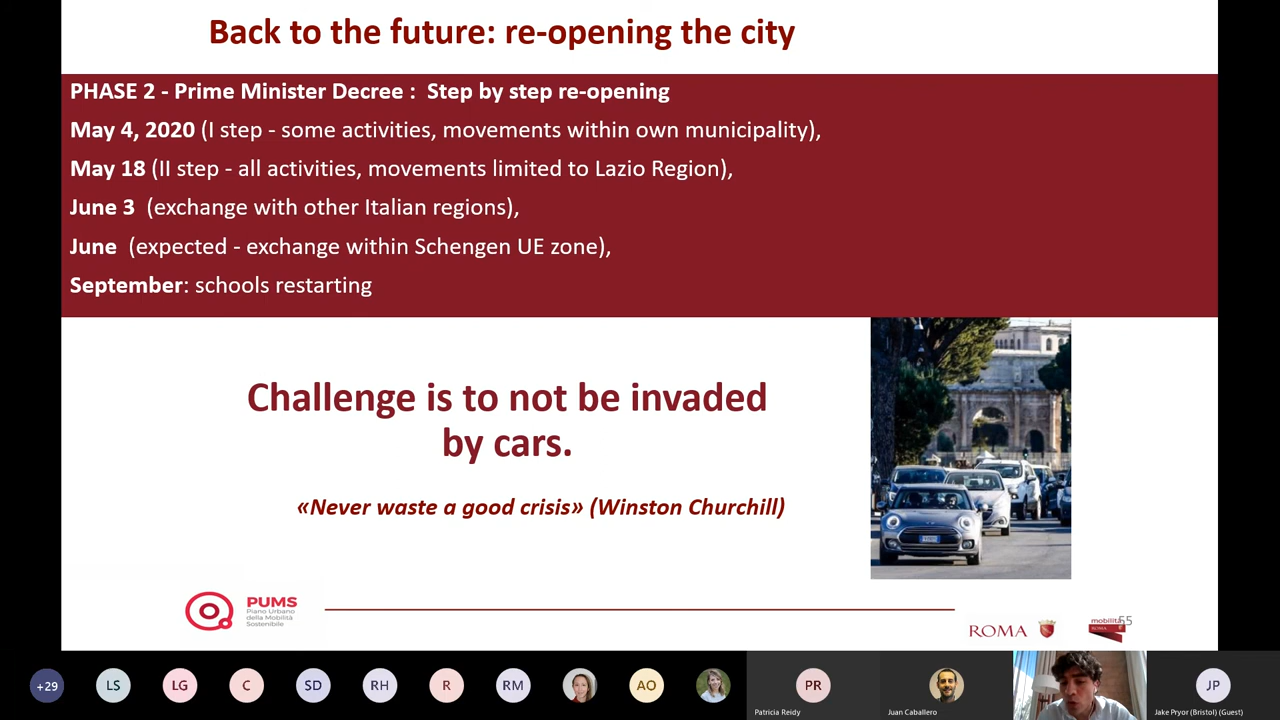 Back to the future: re-opening the city
PHASE 2 - Prime Minister Decree : Step by step re-opening
May 4, 2020 (I step - some activities, movements within own municipality),
May 18 (II step - all activities, movements limited to Lazio Region),
June 3 (exchange with other Italian regions),
June (expected - exchange within Schengen UE zone),
September: schools restarting
Challenge is to not be invaded
by cars.
«Never waste a good crisis» (Winston Churchill)
PUMS
Piano Urbano
della Mobilità
Sostenibile
ROMA
mobilità
ROMA
55
+29
LS
LG
C
SD
RH
R
RM
AO
PR
JP
Patricia Reidy
Juan Caballero
Jake Pryor (Bristol) (Guest)